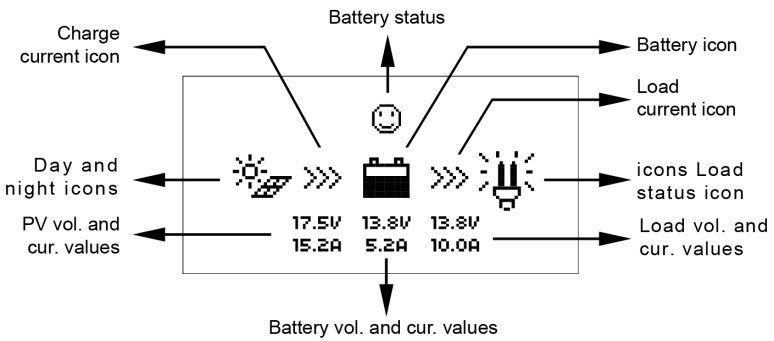 Battery status
Charge
current icon
Battery icon
Load
current icon
Day and
night icons
icons Load
status icon
PV vol. and
cur. values
17.5V 13.8V 13.8V
15.2A 5.2A 10.0A
Load vol. and
cur. values
Battery vol. and cur. values